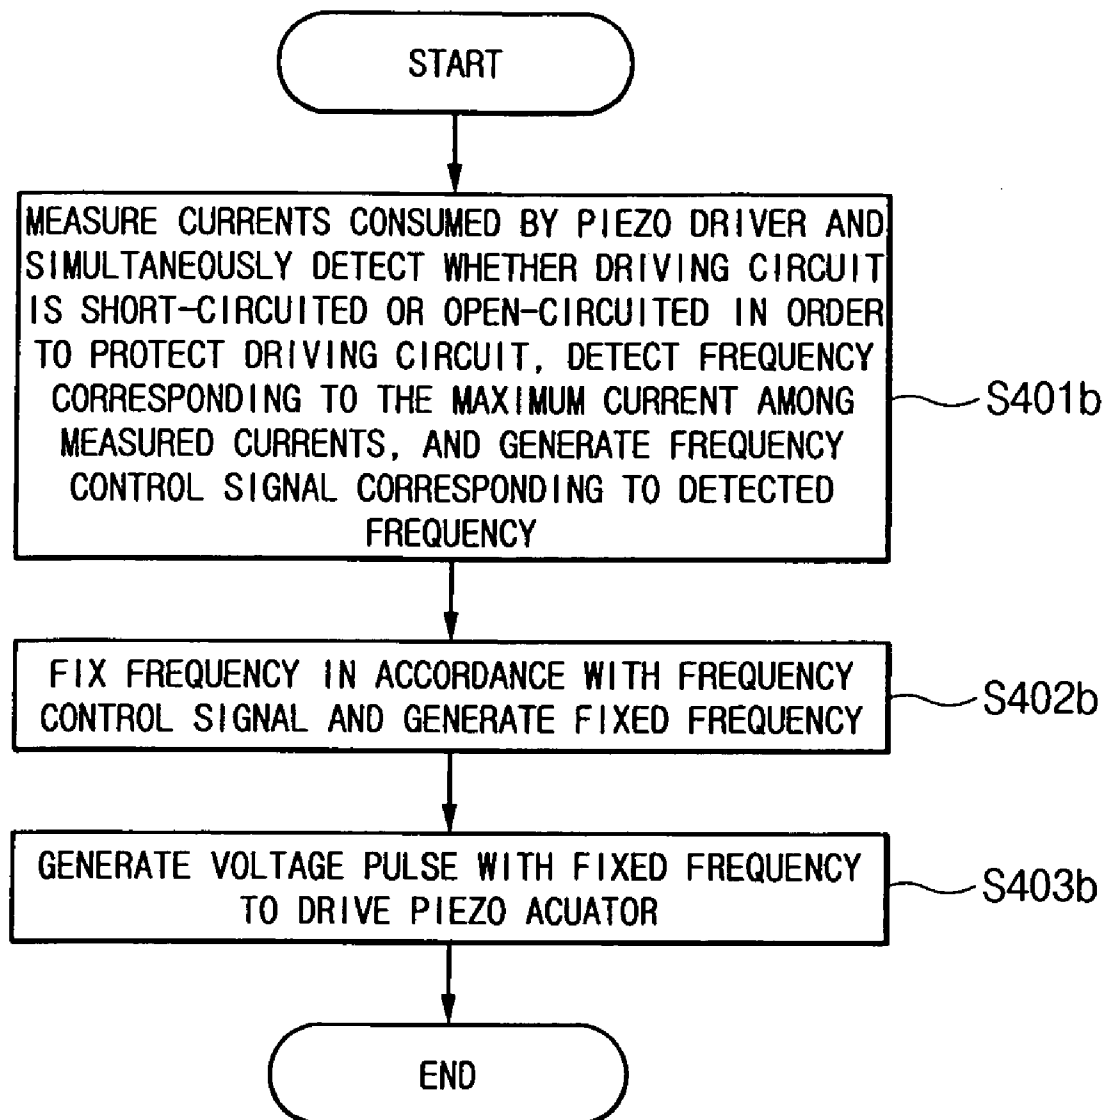 START
MEASURE CURRENTS CONSUMED BY PIEZO DRIVER AND
SIMULTANEOUSLY DETECT WHETHER DRIVING CIRCUIT
IS SHORT-CIRCUITED OR OPEN-CIRCUITED IN ORDER
TO PROTECT DRIVING CIRCUIT, DETECT FREQUENCY
CORRESPONDING TO THE MAXIMUM CURRENT AMONG
MEASURED CURRENTS, AND GENERATE FREQUENCY
CONTROL SIGNAL CORRESPONDING TO DETECTED
FREQUENCY
S401b
FIX FREQUENCY IN ACCORDANCE WITH FREQUENCY
CONTROL SIGNAL AND GENERATE FIXED FREQUENCY
S402b
GENERATE VOLTAGE PULSE WITH FIXED FREQUENCY
TO DRIVE PIEZO ACUATOR
S403b
END